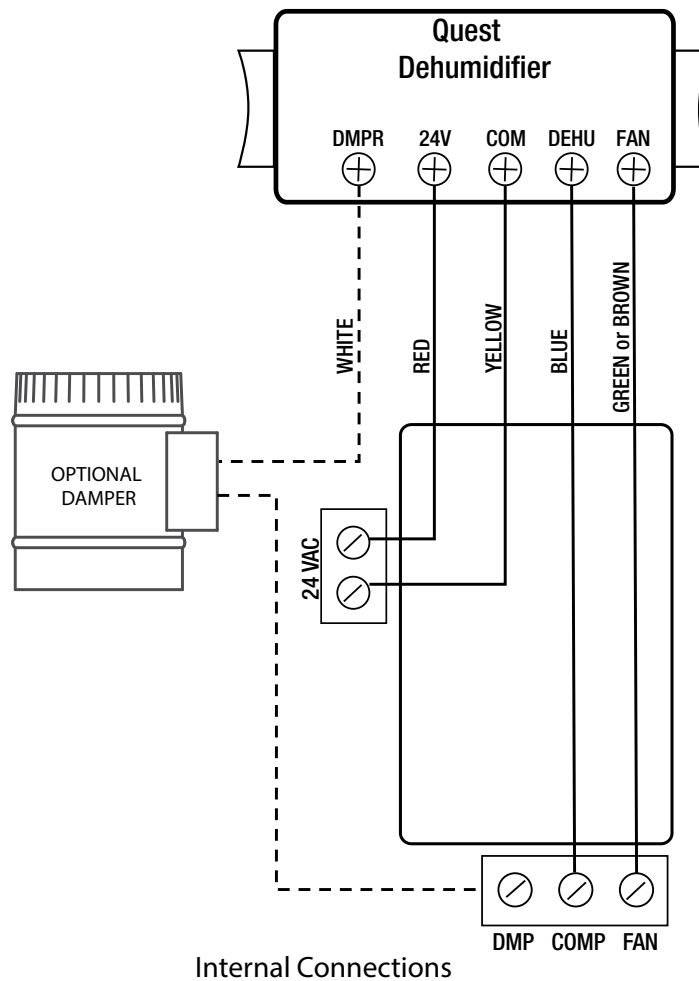 Quest
Dehumidifier
DMPR 24V COM DEHU FAN
WHITE
RED
YELLOW
BLUE
GREEN or BROWN
OPTIONAL
DAMPER
24 VAC
DMP COMP FAN
Internal Connections